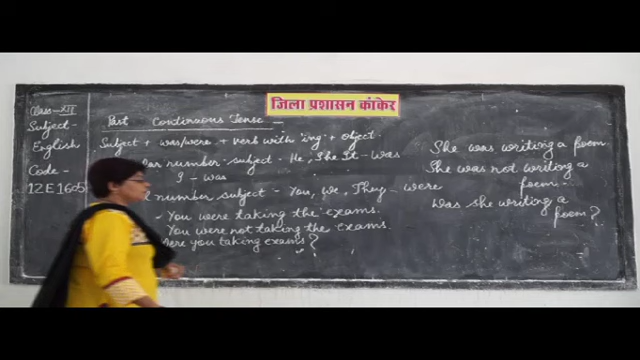 जिला प्रशासन कांकेर
Class-XII
Subject-
English
Code-
12E1605
Past Continuous Tense -
Subject + was/were + verb with 'ing' + object.
number-subject - He, She It - was
I - was
number subject - You, We, They - were
- You were taking the exams.
You were not taking the exams.
Were you taking exams?
She was writing a poem
She was not writing a
poem.
Was she writing a
poem?